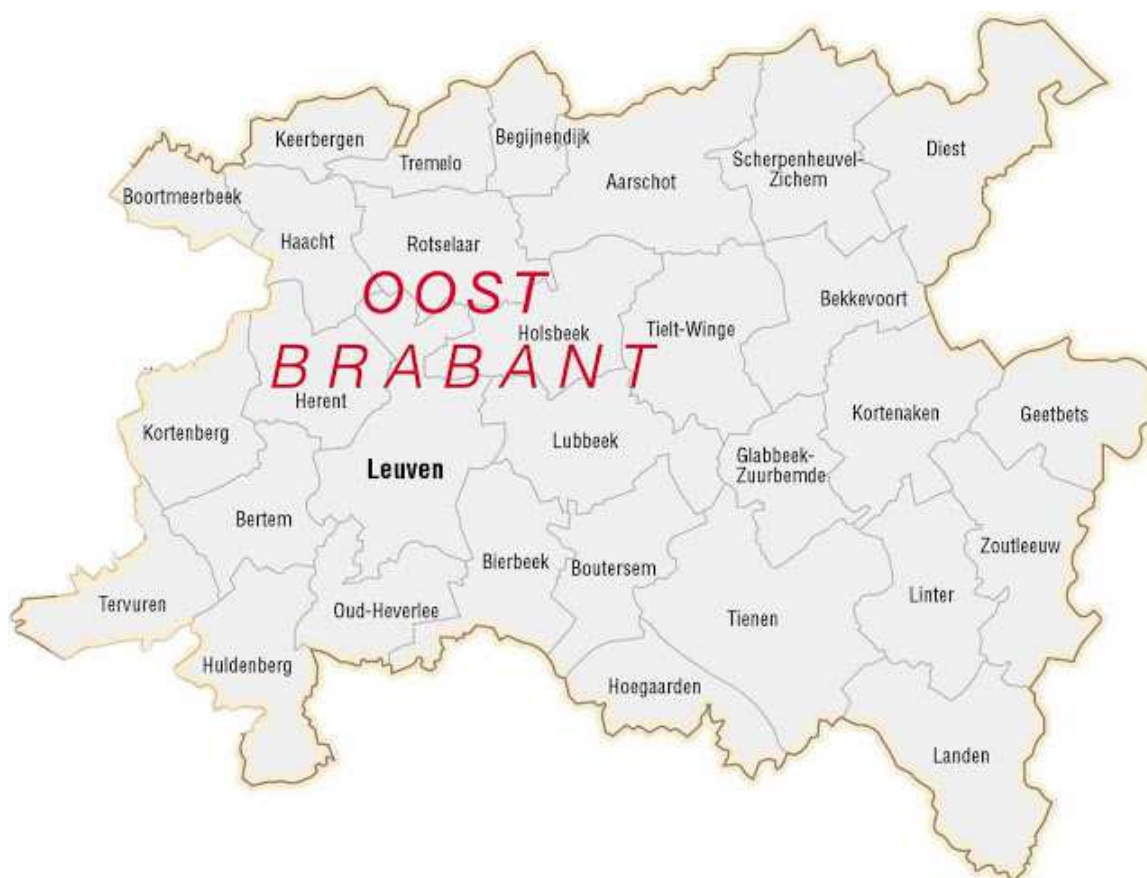 Keerbergen
Begijnendijk
Tremelo
Diest
Scherpenheuvel-
Zichem
Aarschot
Boortmeerbeek
Haacht
Rotselaar
OOST
Bekkevoort
Holsbeek
Tielt-Winge
BRABANT
Herent
Kortenaken
Geetbets
Kortenberg
Lubbeek
Glabbeek-
Zuurbemde
Leuven
Bertem
Zoutleeuw
Bierbeek
Boutersem
Linter
Tervuren
Oud-Heverlee
Tienen
Huldenberg
Hoegaarden
Landen